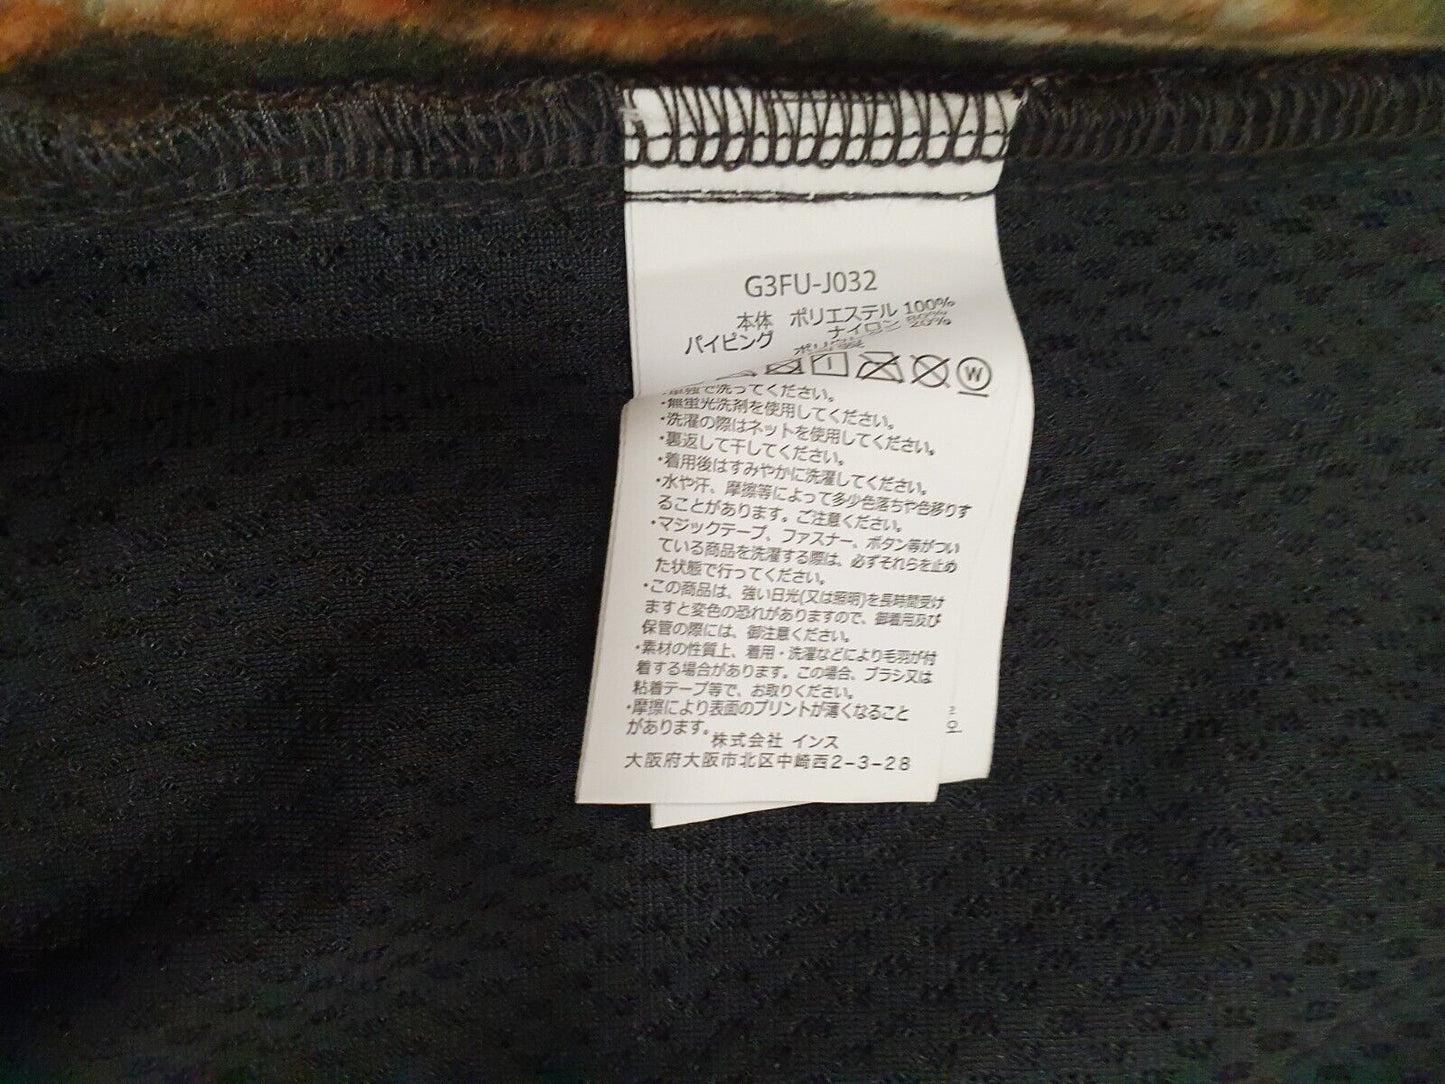 G3FU-J032
本体 ポリエステル 100%
パイピング ナイロン 80%
20%
W
で洗ってください。
・無蛍光洗剤を使用してください。
・洗濯の際はネットを使用してください。
・裏返して干してください。
・着用後はすみやかに洗濯してください。
・水や汗、摩擦等によって多少色落ちや色移りす
ることがあります。ご注意ください。
・マジックテープ、ファスナー、ボタン等がつい
ている商品を洗濯する際は、必ずそれらを止め
た状態で行ってください。
・この商品は、強い日光(又は照明)を長時間受け
ますと変色の恐れがありますので、御着用及び
保管の際には、御注意ください。
・素材の性質上、着用・洗濯などにより毛羽が付
着する場合があります。この場合、ブラシ又は
粘着テープ等で、お取りください。
・摩擦により表面のプリントが薄くなること
があります。
株式会社 インス
大阪府大阪市北区中崎西2-3-28